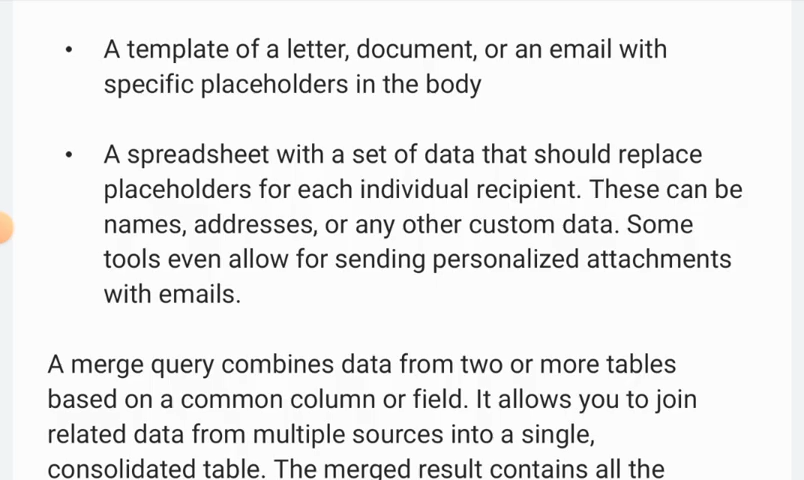 • A template of a letter, document, or an email with
specific placeholders in the body
• A spreadsheet with a set of data that should replace
placeholders for each individual recipient. These can be
names, addresses, or any other custom data. Some
tools even allow for sending personalized attachments
with emails.
A merge query combines data from two or more tables
based on a common column or field. It allows you to join
related data from multiple sources into a single,
consolidated table. The merged result contains all the